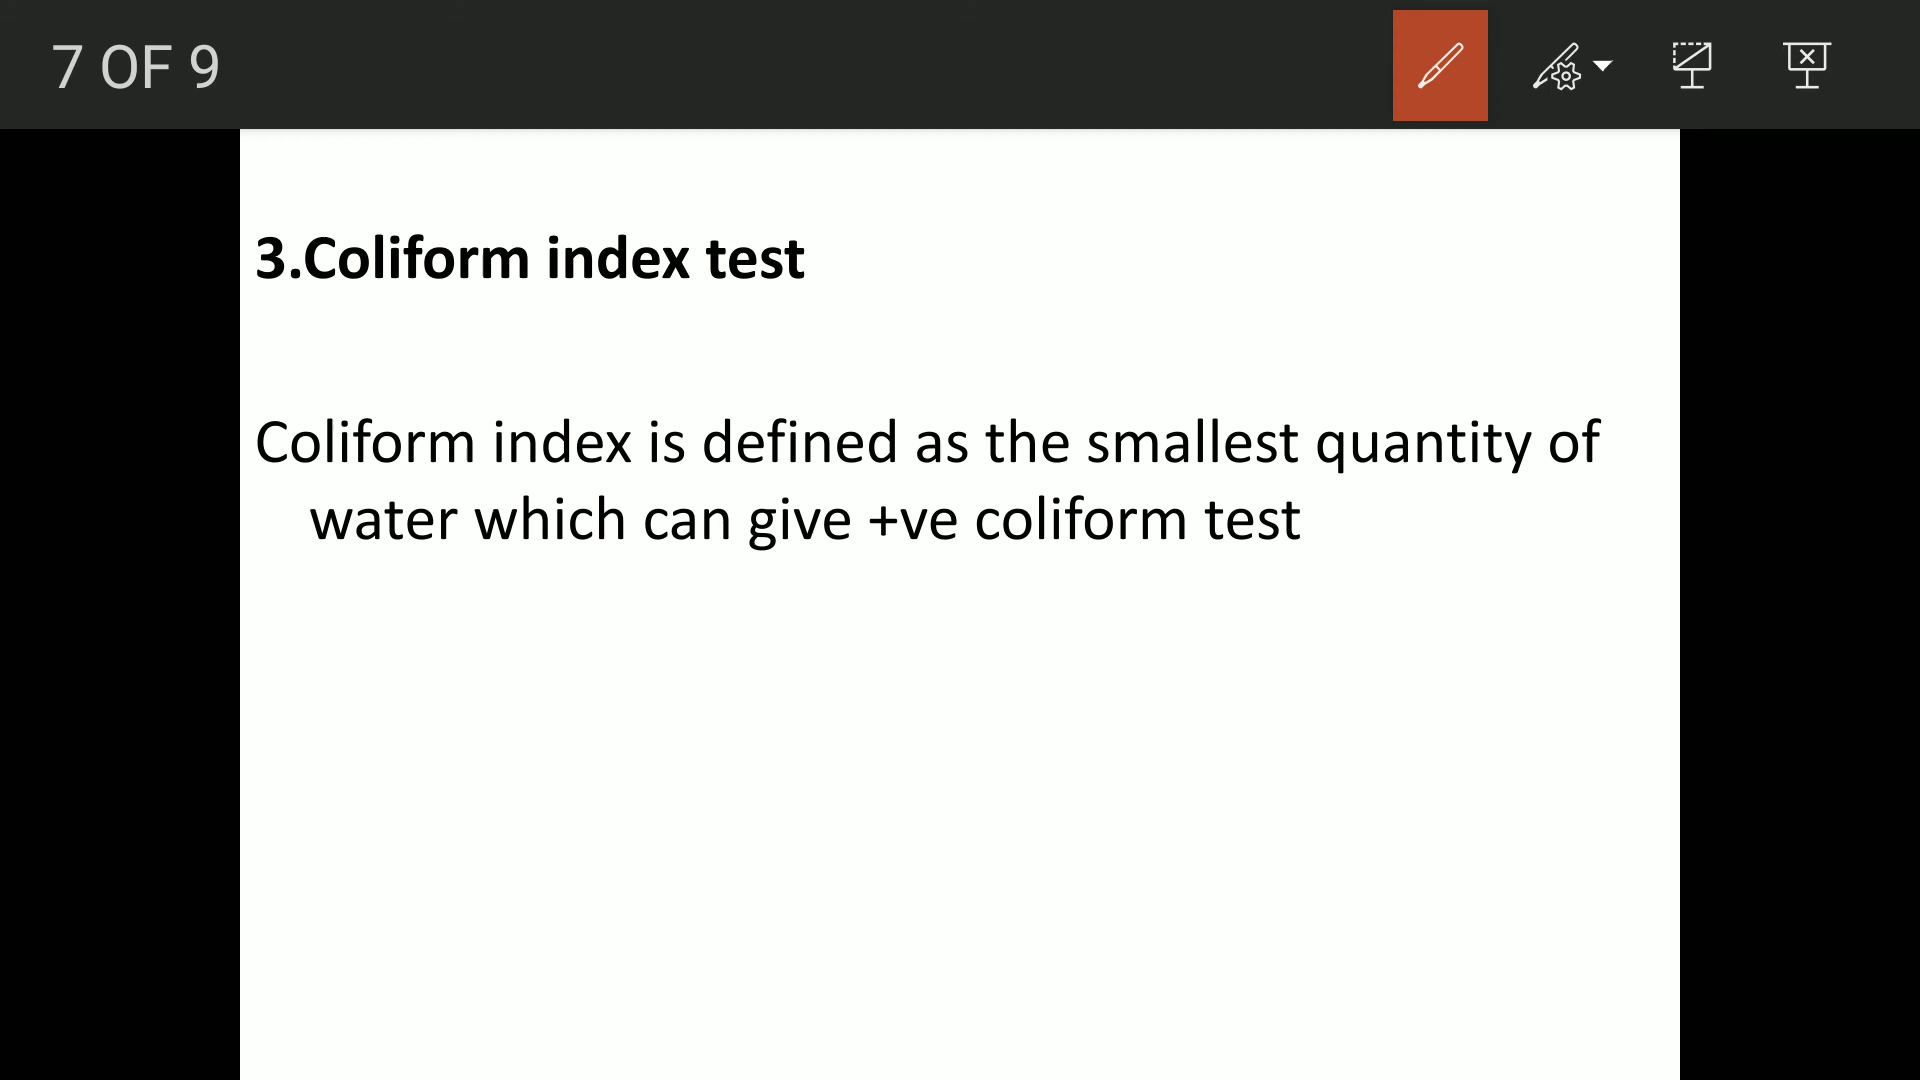 7 OF 9
3.Coliform index test
Coliform index is defined as the smallest quantity of
water which can give +ve coliform test